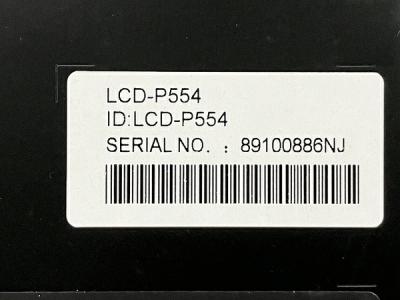 LCD-P554
ID:LCD-P554
SERIAL NO. : 89100886NJ